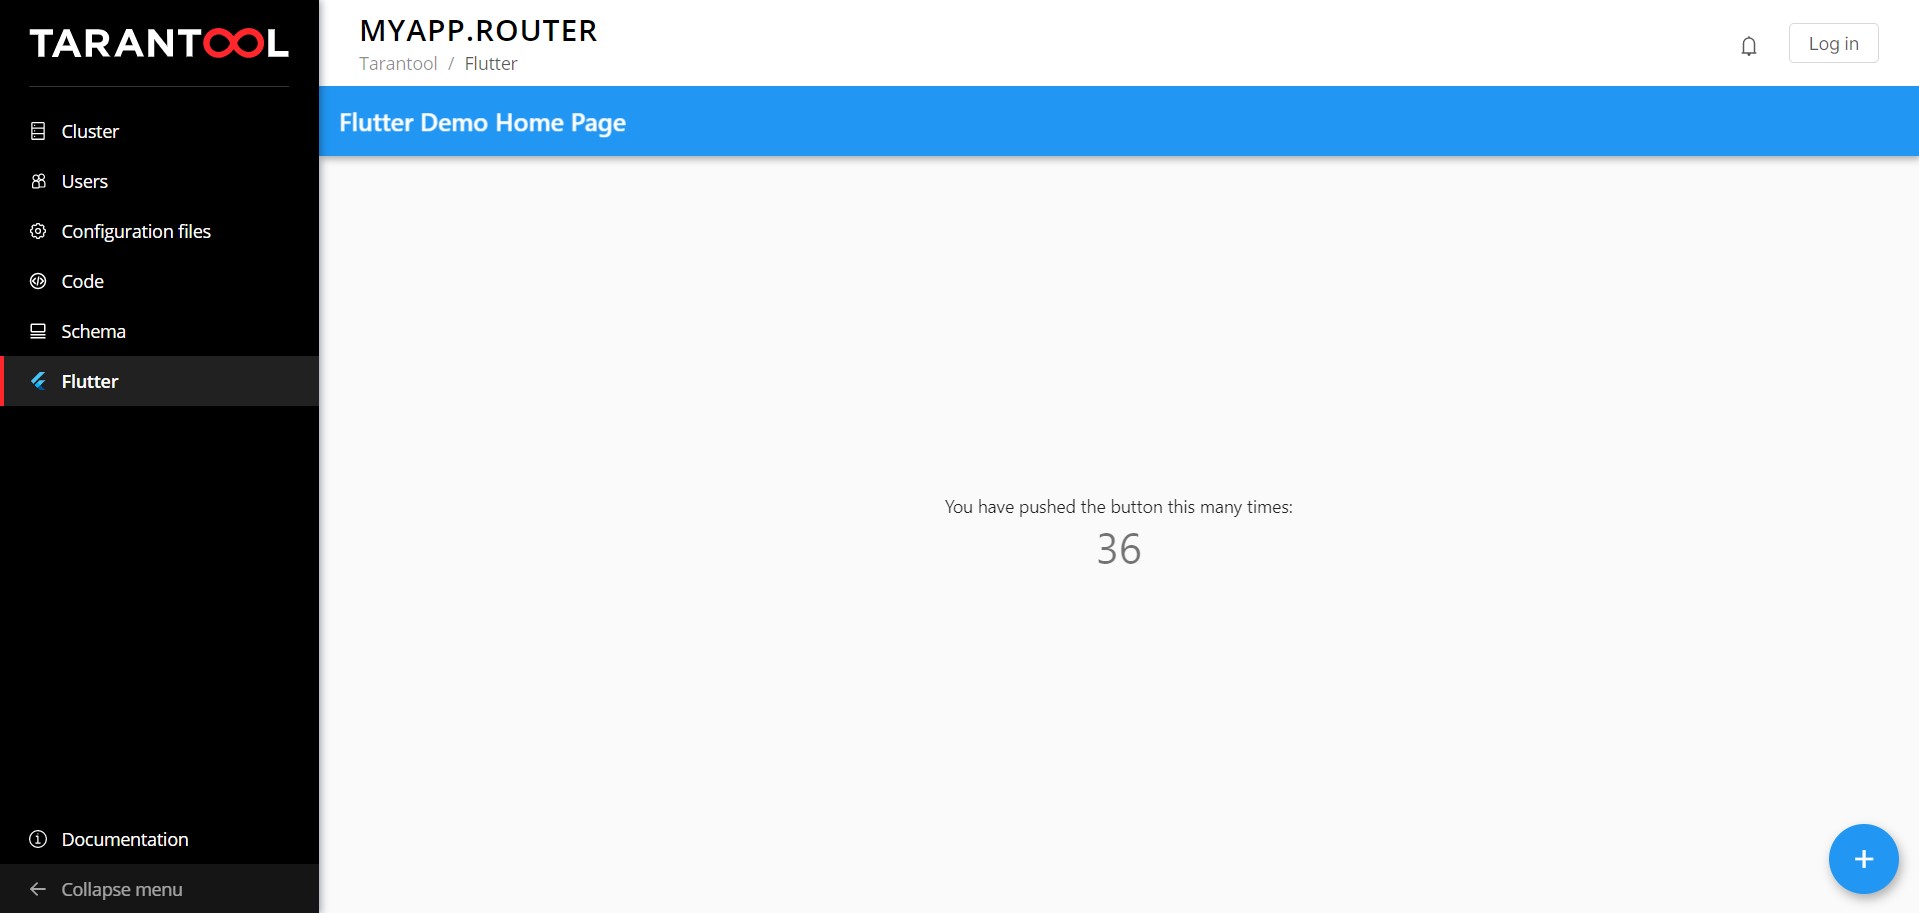 TARANTOOL
Cluster
Users
Configuration files
Code
Schema
Flutter
Documentation
Collapse menu
MYAPP.ROUTER
Tarantool / Flutter
Log in
Flutter Demo Home Page
You have pushed the button this many times:
36